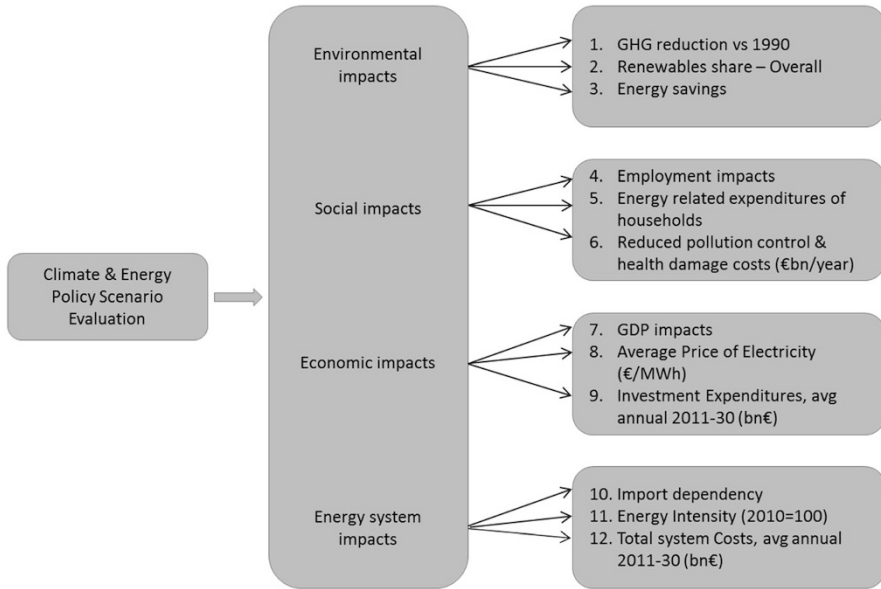 Climate & Energy
Policy Scenario
Evaluation
Environmental
impacts
1. GHG reduction vs 1990
2. Renewables share – Overall
3. Energy savings
Social impacts
4. Employment impacts
5. Energy related expenditures of
households
6. Reduced pollution control &
health damage costs (€bn/year)
Economic impacts
7. GDP impacts
8. Average Price of Electricity
(€/MWh)
9. Investment Expenditures, avg
annual 2011-30 (bn€)
Energy system
impacts
10. Import dependency
11. Energy Intensity (2010=100)
12. Total system Costs, avg annual
2011-30 (bn€)